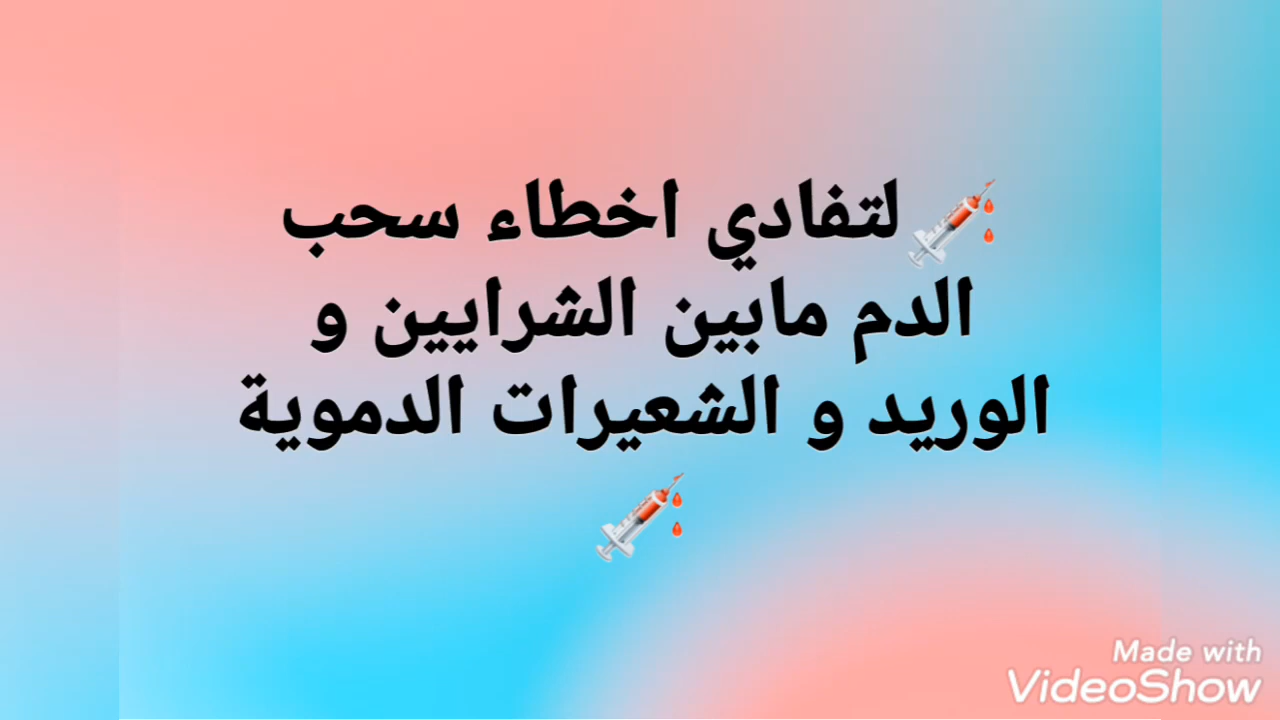 💉لتفادي اخطاء سحب
الدم مابين الشرايين و
الوريد و الشعيرات الدموية
💉
Made with
VideoShow